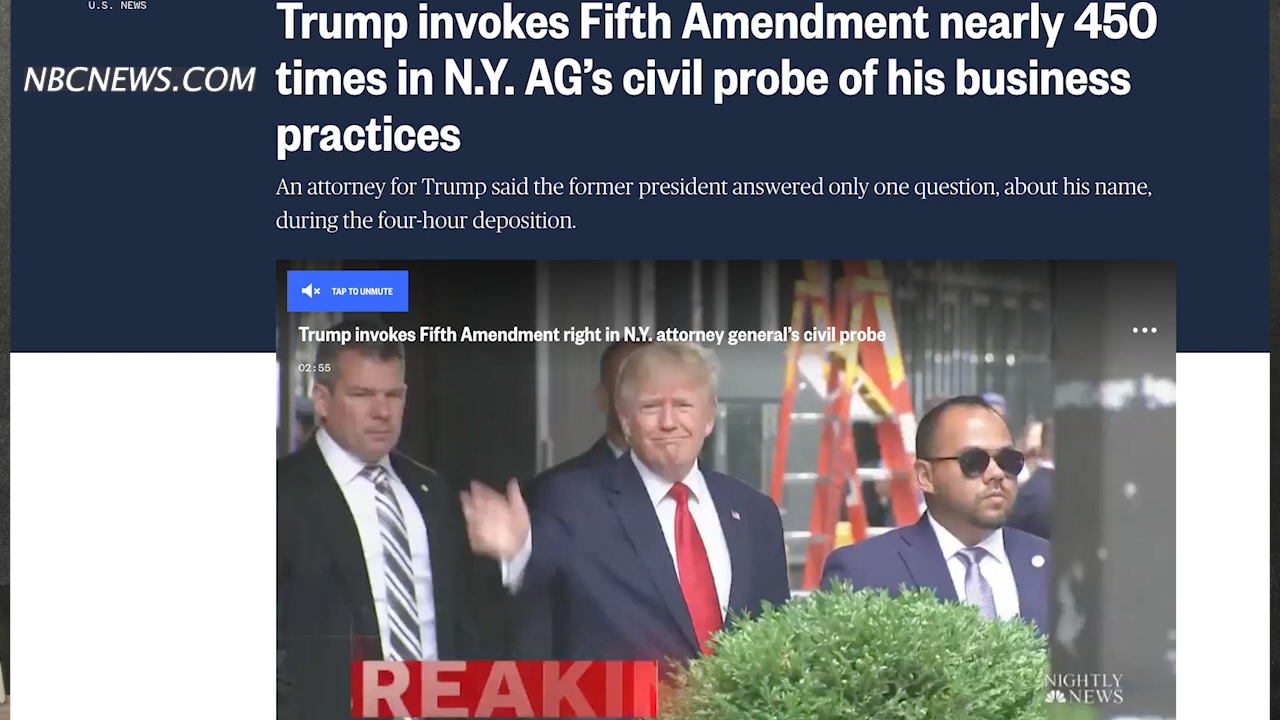 U.S. NEWS
NBCNEWS.COM
Trump invokes Fifth Amendment nearly 450
times in N.Y. AG’s civil probe of his business
practices
An attorney for Trump said the former president answered only one question, about his name,
during the four-hour deposition.
TAP TO UNMUTE
Trump invokes Fifth Amendment right in N.Y. attorney general’s civil probe
02:55
REAKIN
NIGHTLY
NEWS